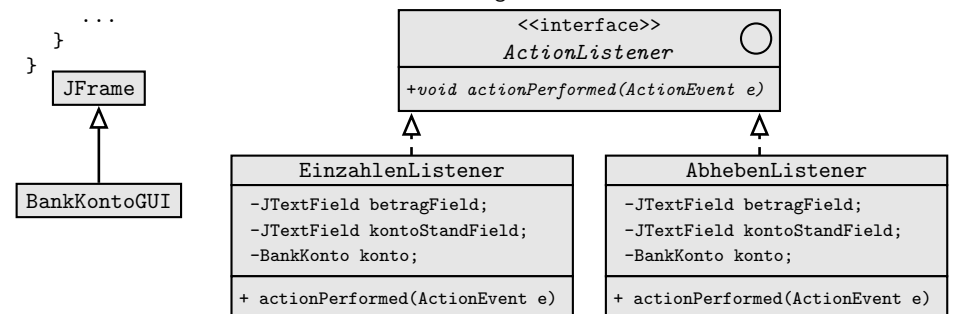 ...
}
}
JFrame
BankKontoGUI
<<interface>>
ActionListener
+void actionPerformed(ActionEvent e)
EinzahlenListener
-JTextField betragField;
-JTextField kontoStandField;
-BankKonto konto;
+ actionPerformed(ActionEvent e)
AbhebenListener
-JTextField betragField;
-JTextField kontoStandField;
-BankKonto konto;
+ actionPerformed(ActionEvent e)